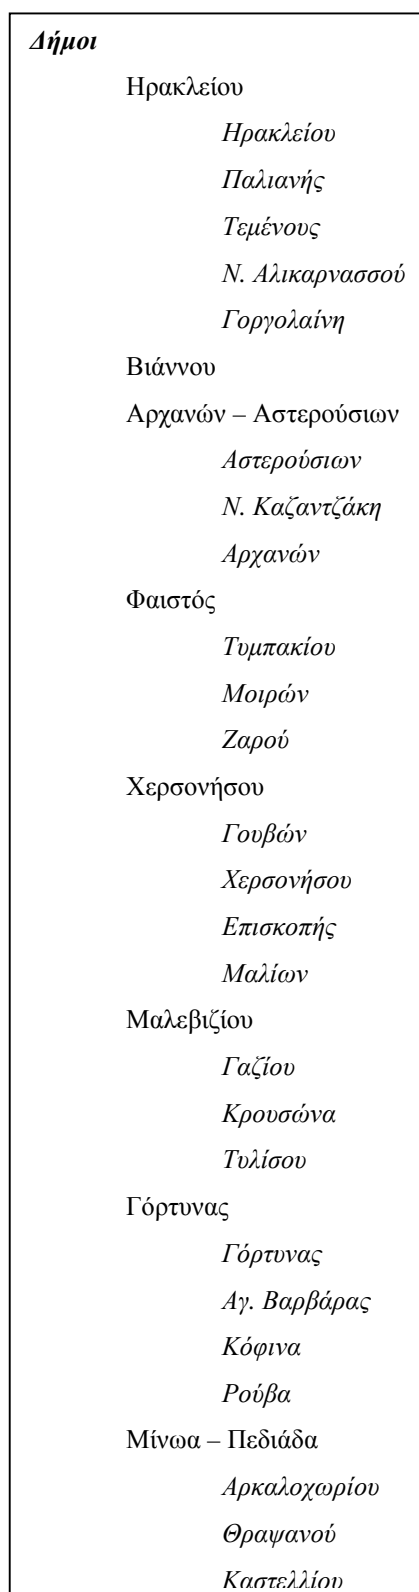 Δήμοι
Ηρακλείου
Ηρακλείου
Παλιανής
Τεμένους
Ν. Αλικαρνασσού
Γοργολαίνη
Βιάννου
Αρχανών – Αστερούσιων
Αστερούσιων
Ν. Καζαντζάκη
Αρχανών
Φαιστός
Τυμπακίου
Μοιρών
Ζαρού
Χερσονήσου
Γουβών
Χερσονήσου
Επισκοπής
Μαλίων
Μαλεβιζίου
Γαζίου
Κρουσώνα
Τυλίσου
Γόρτυνας
Γόρτυνας
Αγ. Βαρβάρας
Κόφινα
Ρούβα
Μίνωα – Πεδιάδα
Αρκαλοχωρίου
Θραψανού
Καστελλίου